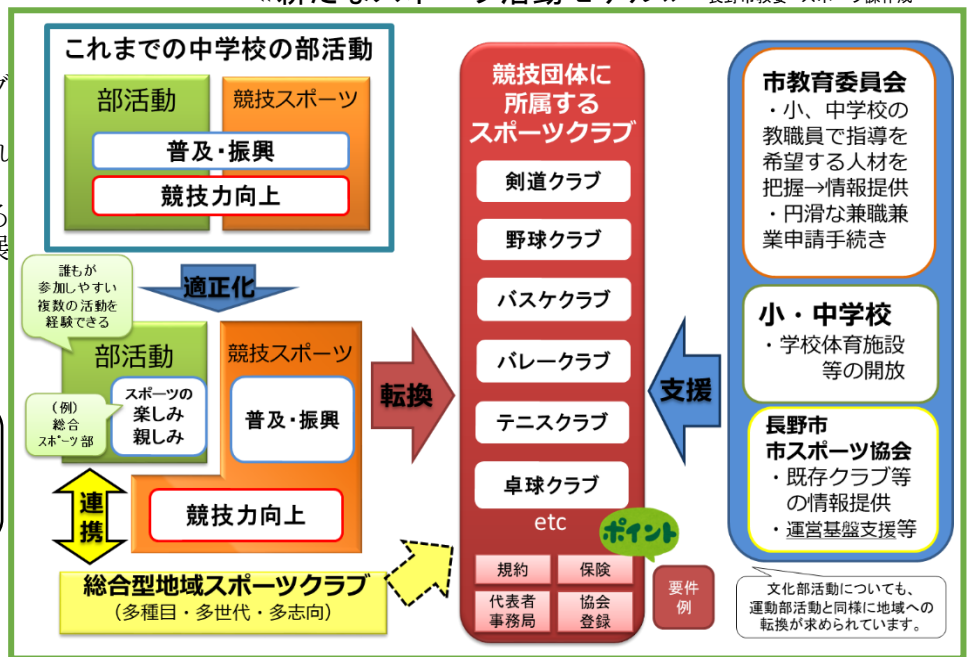 これまでの中学校の部活動
部活動
競技スポーツ
普及・振興
競技力向上
適正化
誰もが
参加しやすい
複数の活動を
経験できる
部活動
競技スポーツ
(例)
総合
スポーツ部
スポーツの
楽しみ
親しみ
普及・振興
競技力向上
連携
総合型地域スポーツクラブ
(多種目・多世代・多志向)
転換
競技団体に
所属する
スポーツクラブ
剣道クラブ
野球クラブ
バスケクラブ
バレークラブ
テニスクラブ
卓球クラブ
etc
ポイント
規約
保険
代表者
事務局
協会
登録
要件
例
支援
市教育委員会
・小、中学校の
教職員で指導を
希望する人材を
把握→情報提供
・円滑な兼職兼
業申請手続き
小・中学校
・学校体育施設
等の開放
長野市
市スポーツ協会
・既存クラブ等
の情報提供
・運営基盤支援等
文化部活動についても、
運動部活動と同様に地域への
転換が求められています。